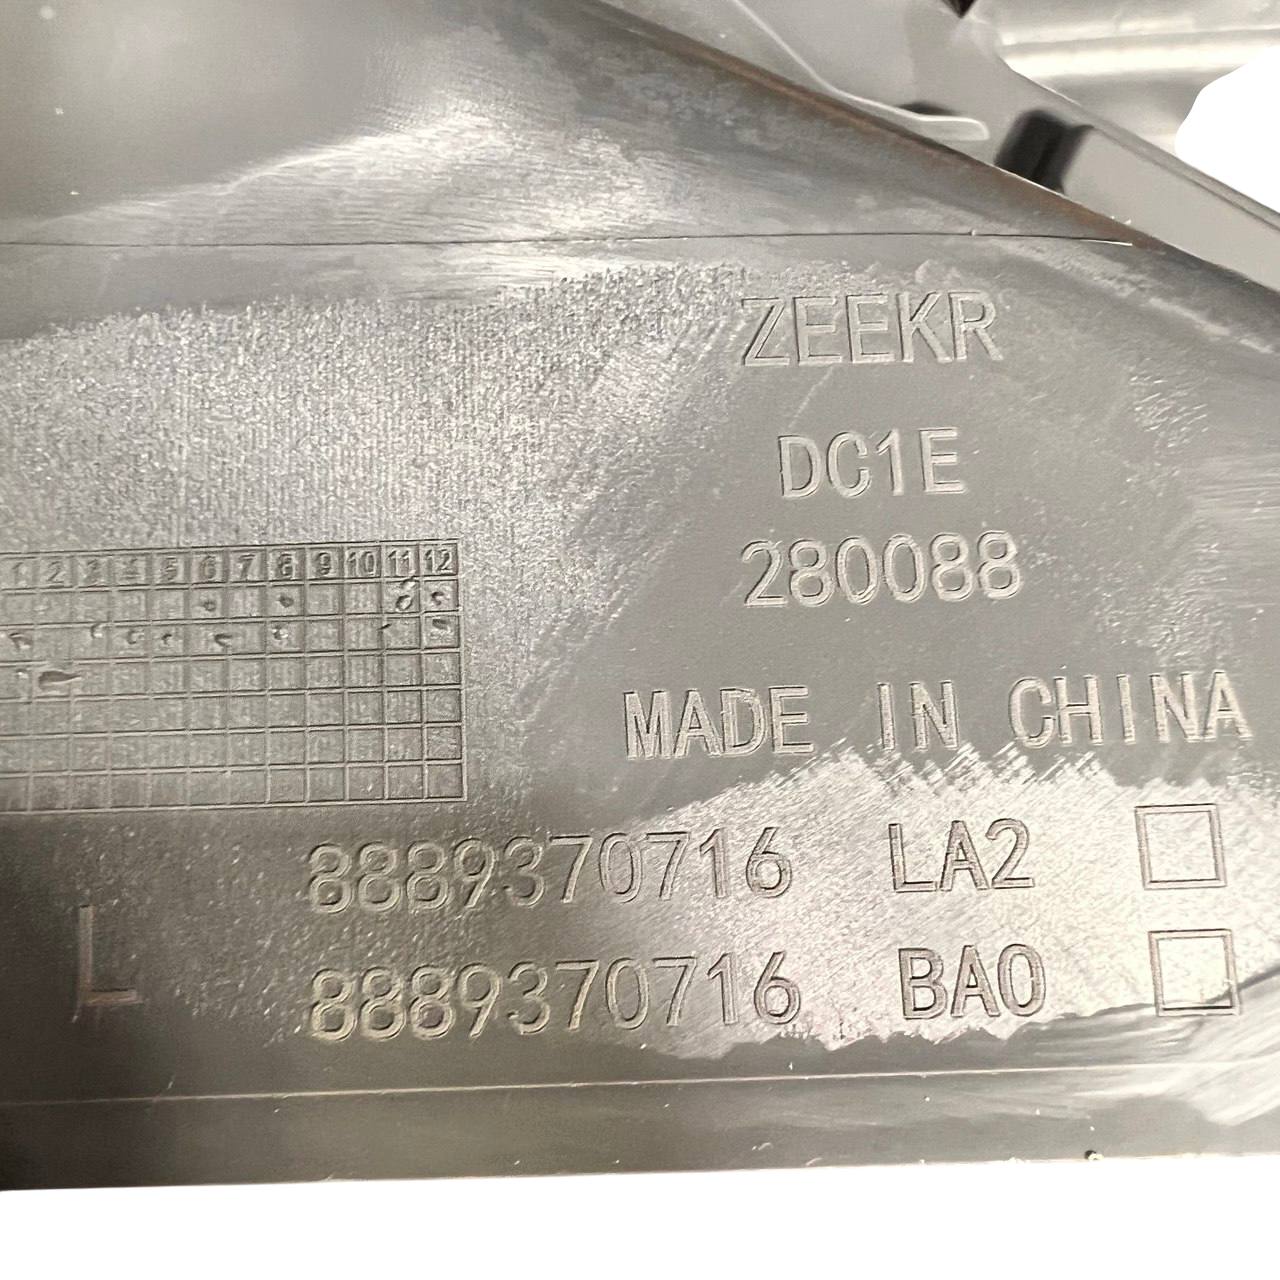 ZEEKR
DC1E
280088
1 2 3 4 5 6 7 8 9 10 11 12
MADE IN CHINA
8889370716 LA2
L
8889370716 BA0